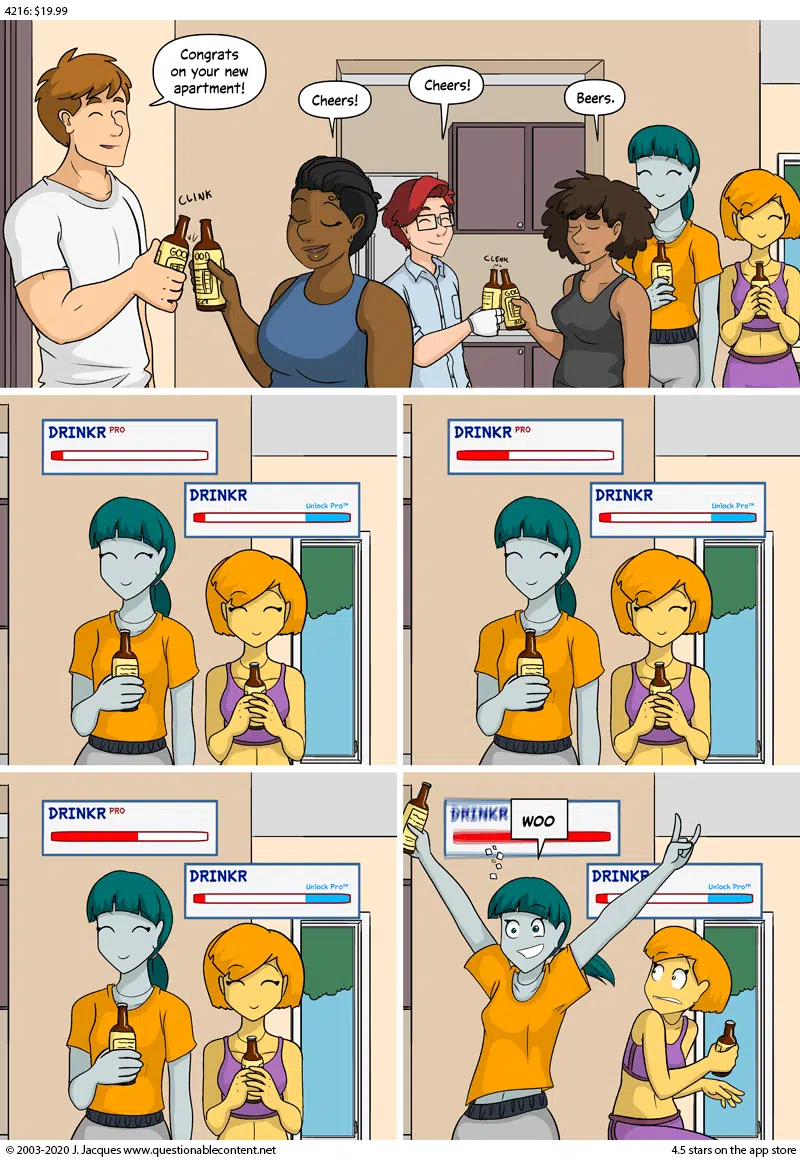 4216: $19.99
Congrats
on your new
apartment!
Cheers!
Cheers!
Beers.
CLINK
CLENK
DRINKR PRO
DRINKR
Unlock Pro™
DRINKR PRO
DRINKR
Unlock Pro™
DRINKR PRO
DRINKR
Unlock Pro™
DRINKR
WOO
DRINKR
Unlock Pro™
© 2003-2020 J. Jacques www.questionablecontent.net
4.5 stars on the app store